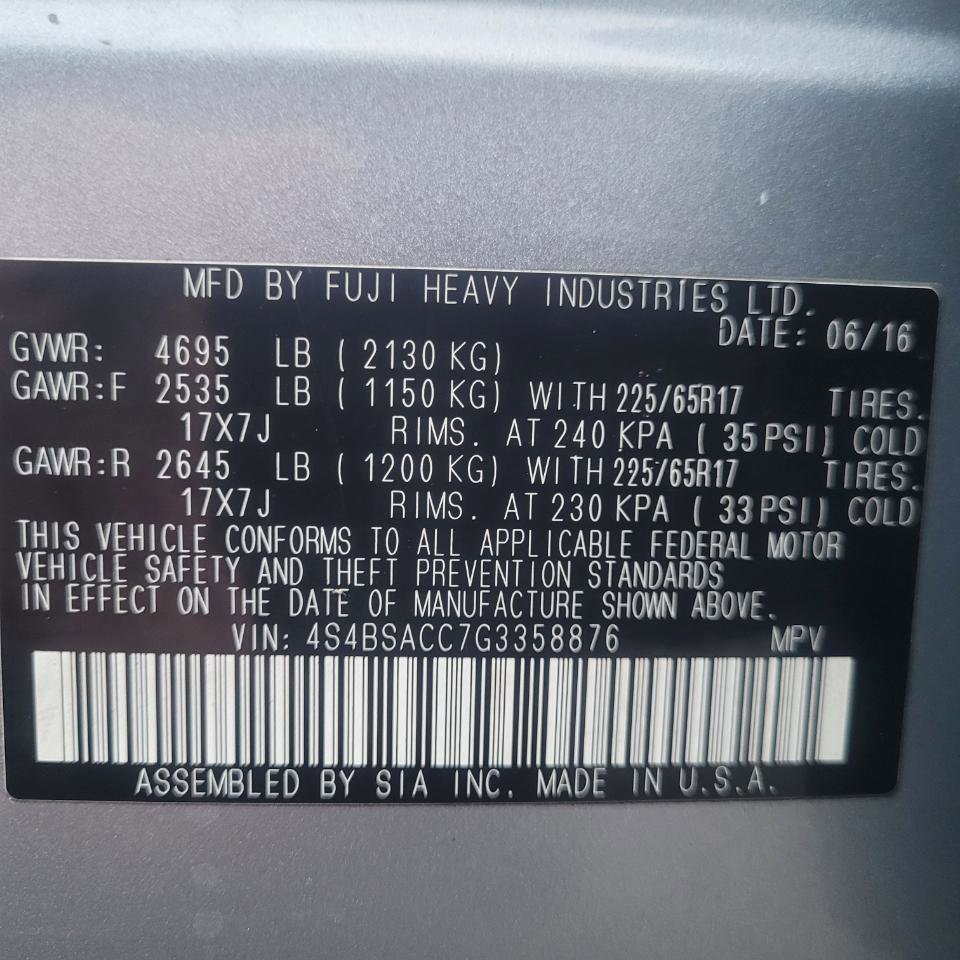 MFD BY FUJI HEAVY INDUSTRIES LTD.
DATE: 06/16
GVWR: 4695 LB ( 2130 KG)
GAWR:F 2535 LB ( 1150 KG) WITH 225/65R17 TIRES.
17X7J RIMS. AT 240 KPA ( 35 PSI) COLD
GAWR:R 2645 LB ( 1200 KG) WITH 225/65R17 TIRES.
17X7J RIMS. AT 230 KPA ( 33 PSI) COLD
THIS VEHICLE CONFORMS TO ALL APPLICABLE FEDERAL MOTOR
VEHICLE SAFETY AND THEFT PREVENTION STANDARDS
IN EFFECT ON THE DATE OF MANUFACTURE SHOWN ABOVE.
VIN: 4S4BSACC7G3358876 MPV
ASSEMBLED BY SIA INC. MADE IN U.S.A.